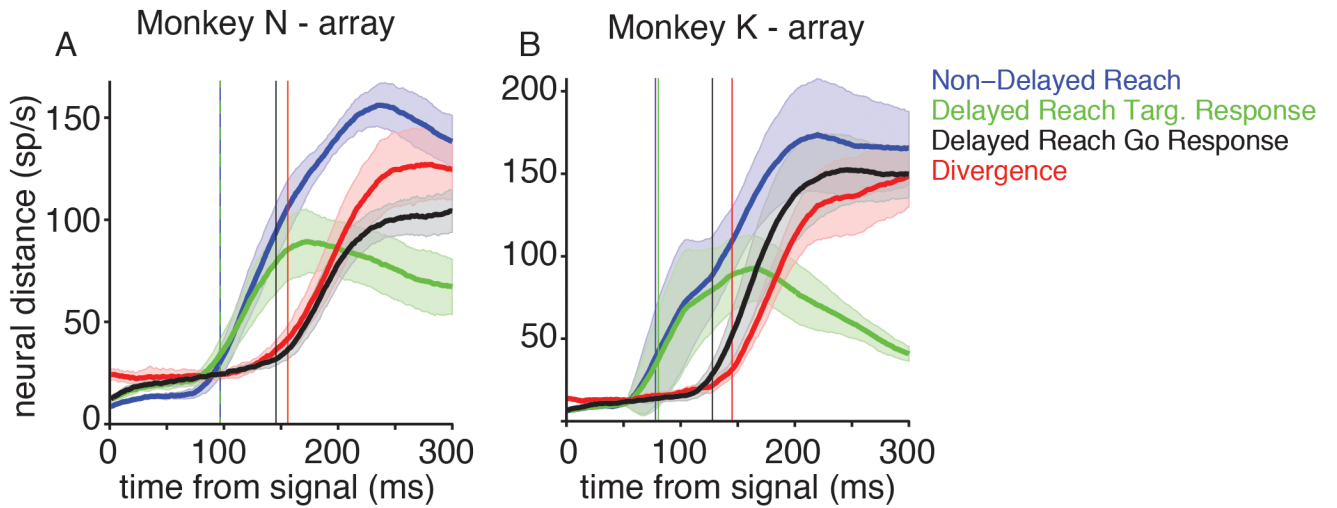 A
Monkey N - array
neural distance (sp/s)
150
100
50
0
0
100
200
300
time from signal (ms)
B
Monkey K - array
200
150
100
50
0
100
200
300
time from signal (ms)
Non-Delayed Reach
Delayed Reach Targ. Response
Delayed Reach Go Response
Divergence